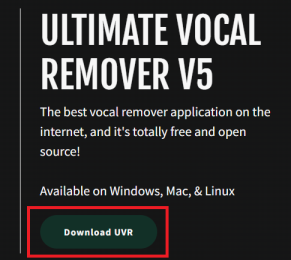 ULTIMATE VOCAL
REMOVER V5
The best vocal remover application on the
internet, and it's totally free and open
source!
Available on Windows, Mac, & Linux
Download UVR